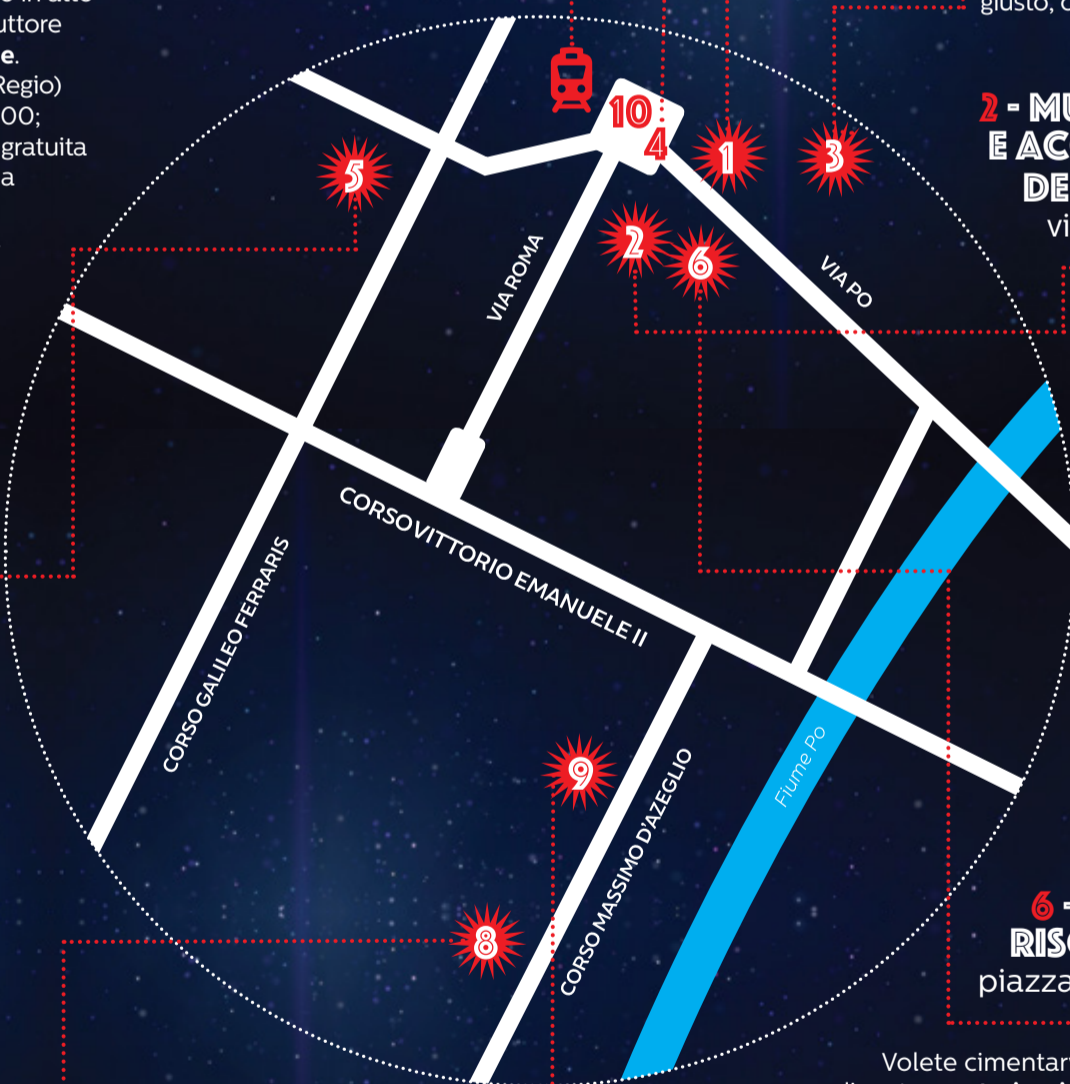 uttore
e.
Regio)
00;
gratuita
a
giusto,
10
4
1
3
5
2
6
2 - MU
E AC
DE
vi
VIA ROMA
VIA PO
CORSO VITTORIO EMANUELE II
CORSO GALILEO FERRARIS
Fiume Po
9
CORSO MASSIMO D'AZEGLIO
8
6 -
RIS
piazza
Volete cimentar